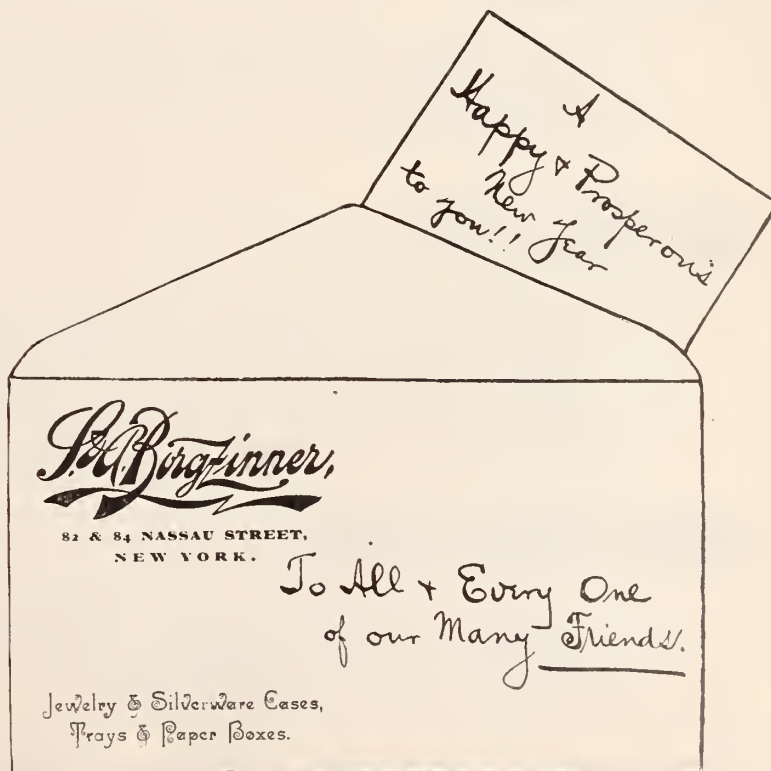 A
Happy & Prosperous
New Year
to you!!
S. & A. Borgzinner,
82 & 84 NASSAU STREET,
NEW YORK.
To All & Every One
of our Many Friends.
Jewelry & Silverware Cases,
Trays & Paper Boxes.